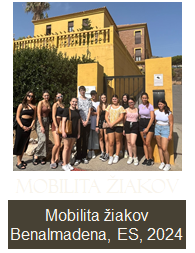 MOBILITA ŽIAKOV
Mobilita žiakov
Benalmadena, ES, 2024